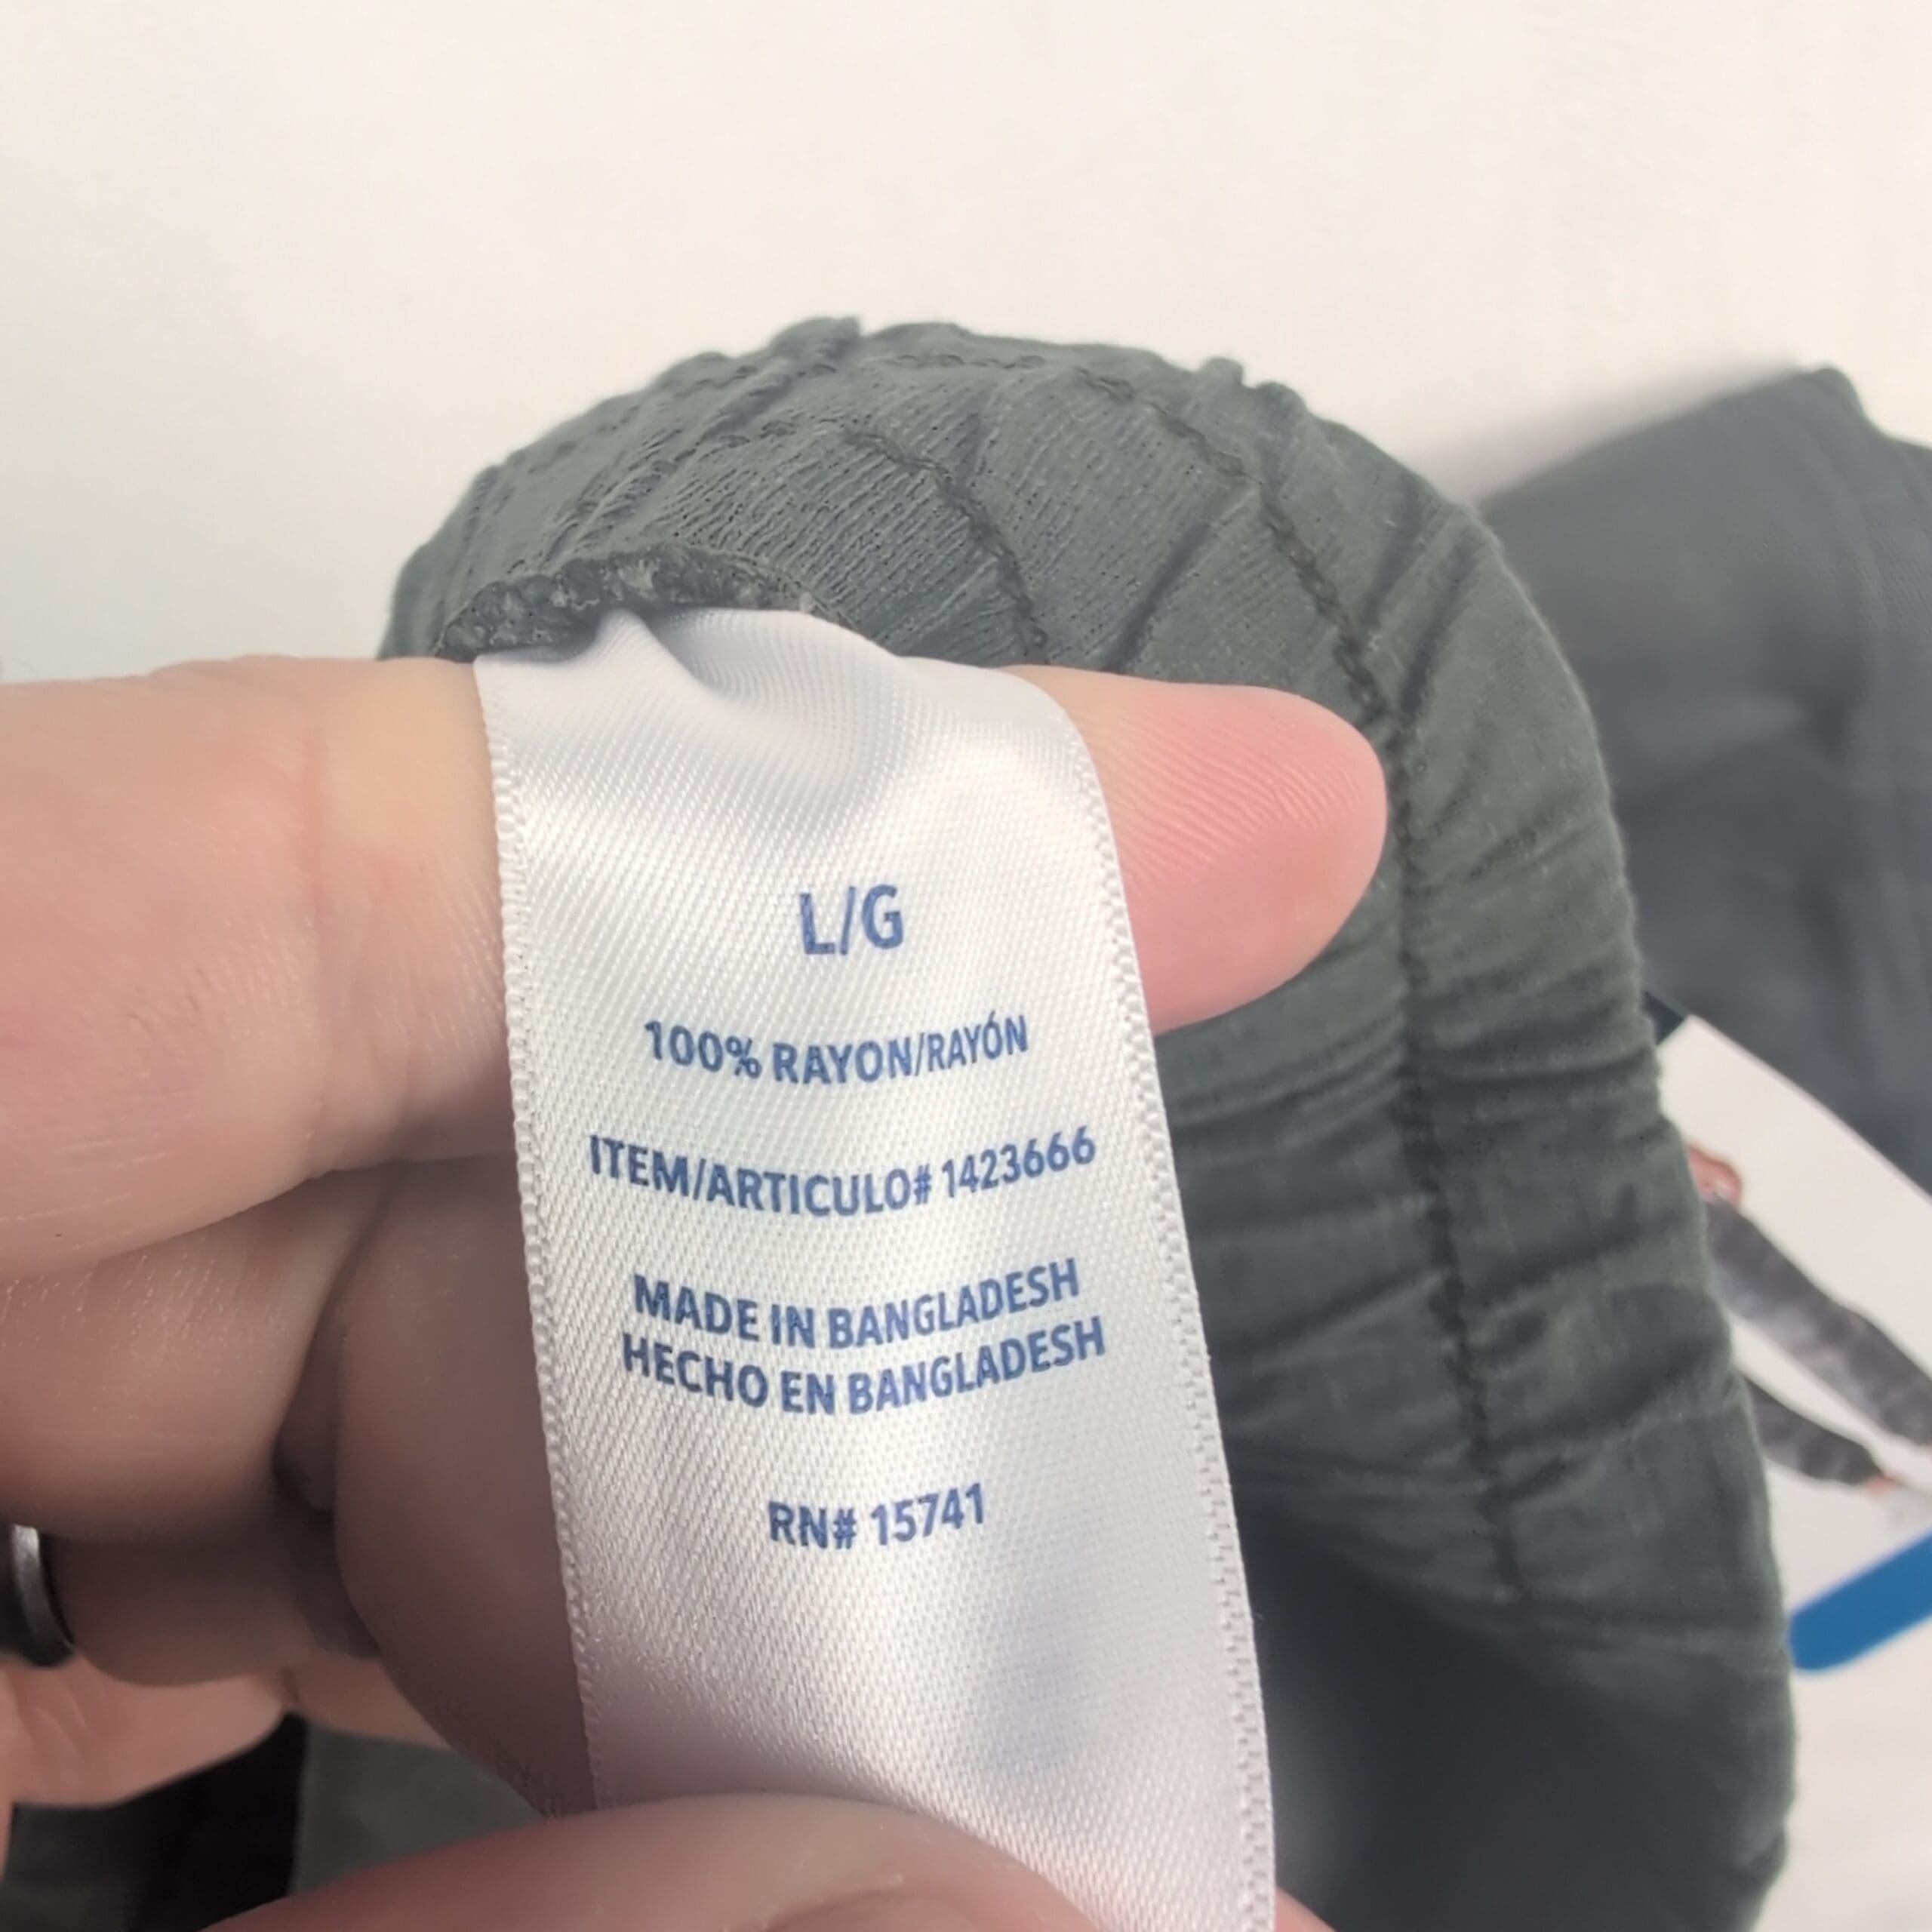 L/G
100% RAYON/RAYÓN
ITEM/ARTICULO# 1423666
MADE IN BANGLADESH
HECHO EN BANGLADESH
RN# 15741